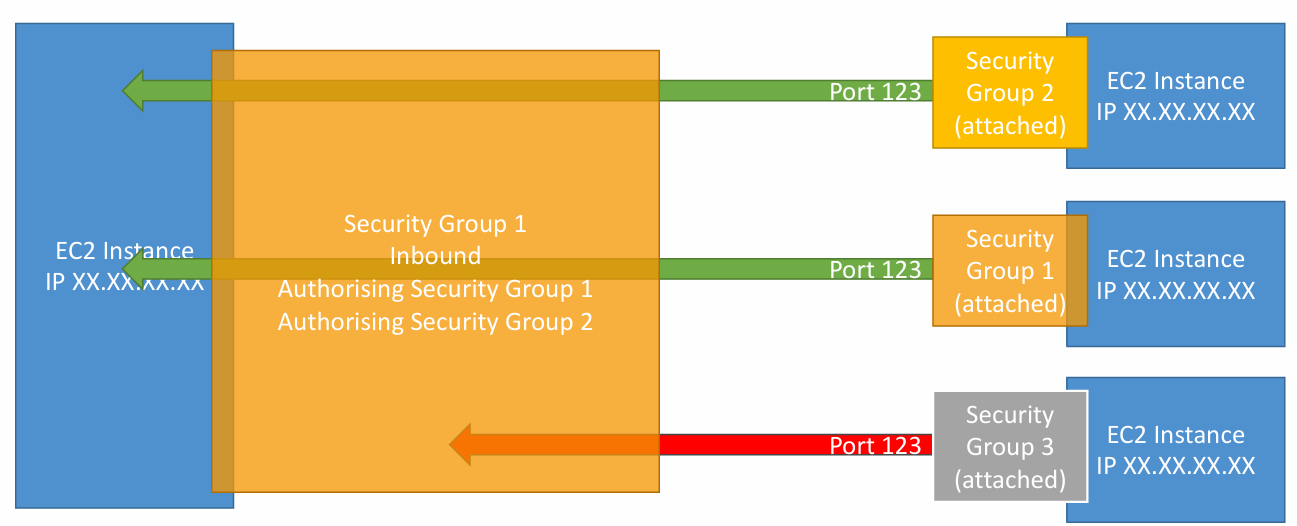 EC2 Instance
IP XX.XX.XX.XX
Security Group 1
Inbound
Authorising Security Group 1
Authorising Security Group 2
Port 123
Security
Group 2
(attached)
EC2 Instance
IP XX.XX.XX.XX
Port 123
Security
Group 1
(attached)
EC2 Instance
IP XX.XX.XX.XX
Port 123
Security
Group 3
(attached)
EC2 Instance
IP XX.XX.XX.XX